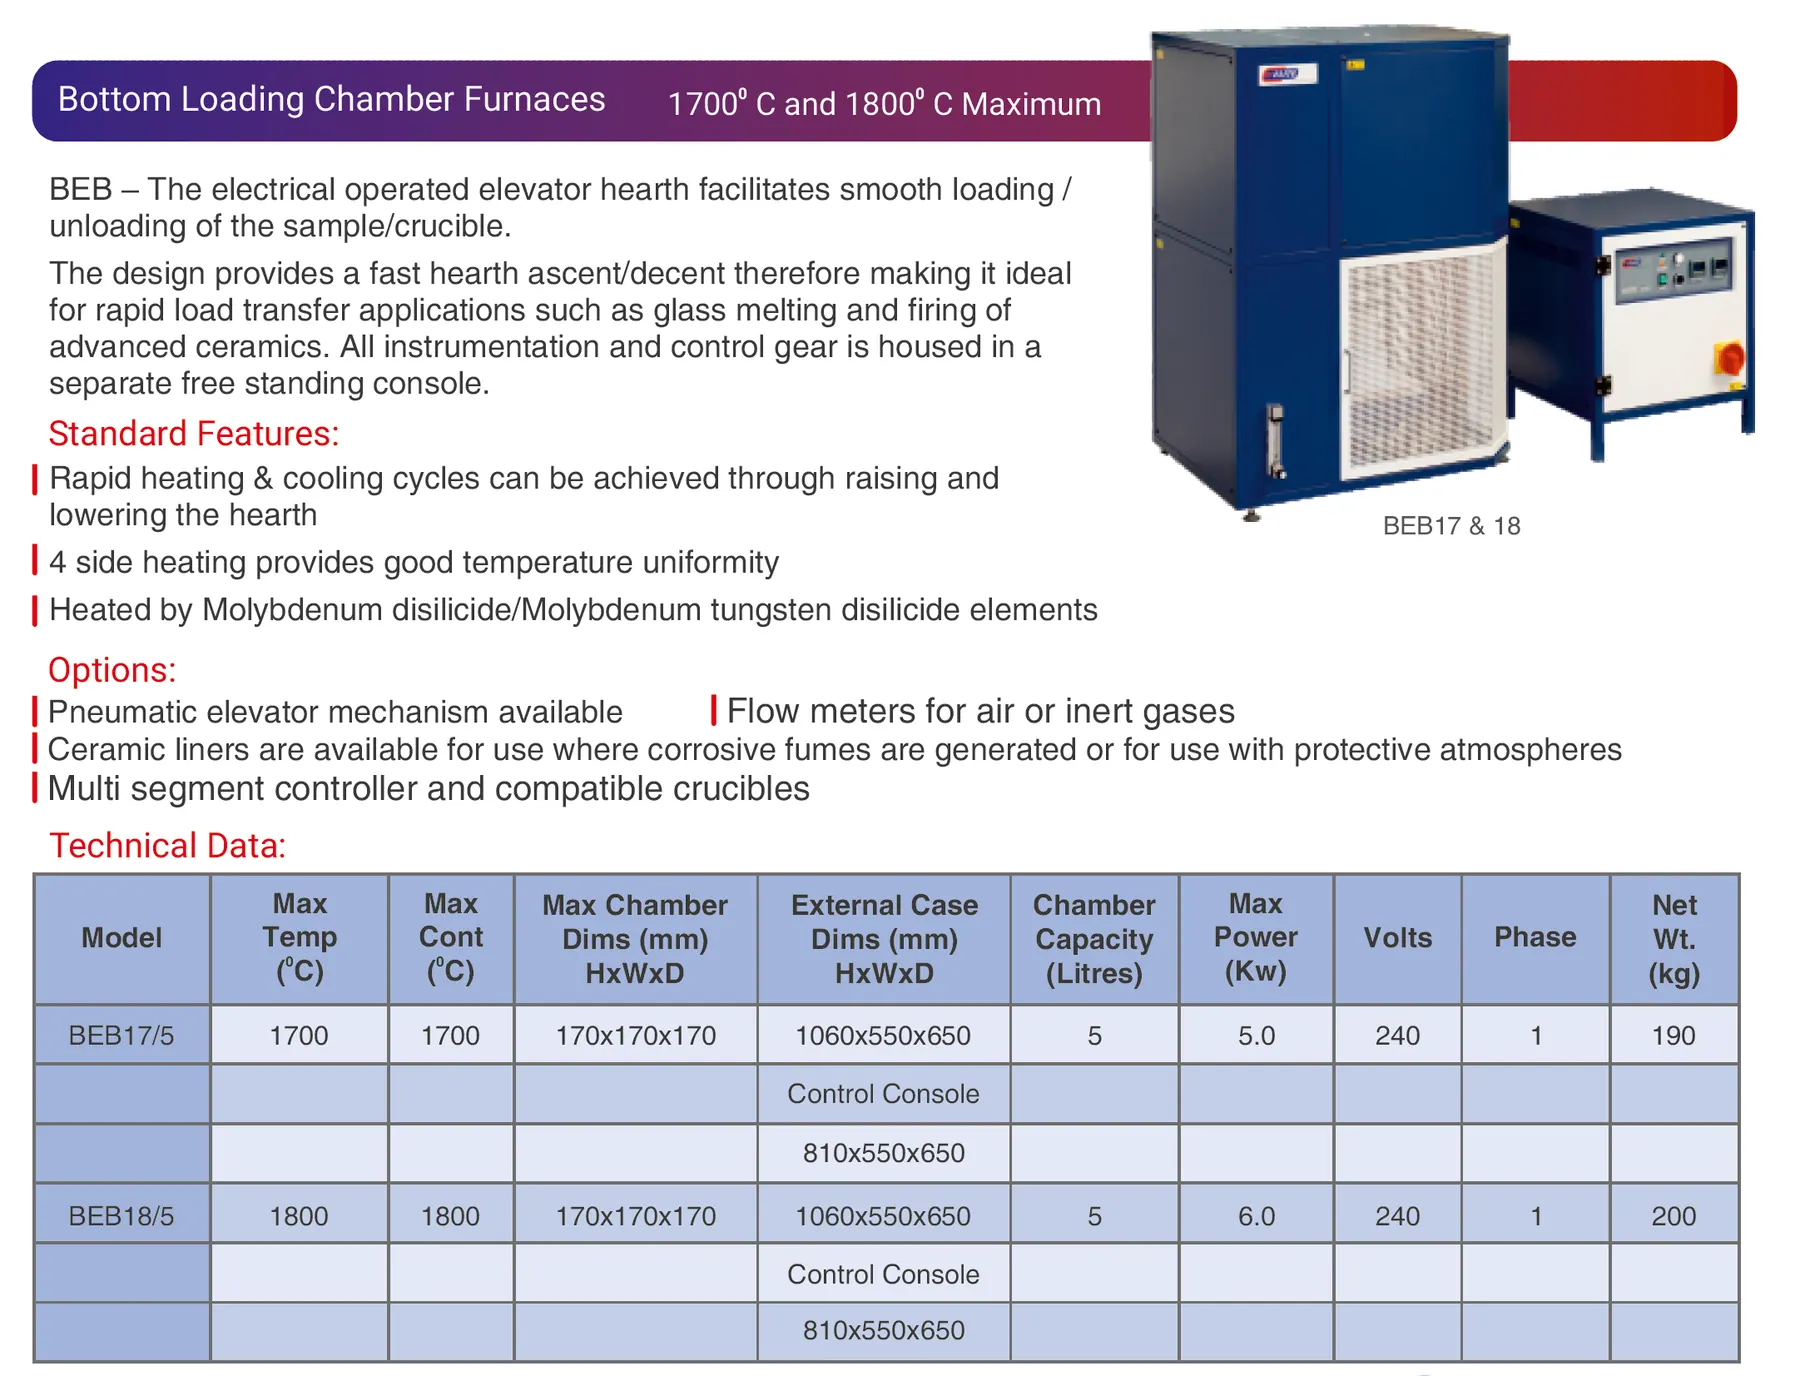 Bottom Loading Chamber Furnaces 1700⁰ C and 1800⁰ C Maximum
BEB – The electrical operated elevator hearth facilitates smooth loading /
unloading of the sample/crucible.
The design provides a fast hearth ascent/decent therefore making it ideal
for rapid load transfer applications such as glass melting and firing of
advanced ceramics. All instrumentation and control gear is housed in a
separate free standing console.
BEB17 & 18
Standard Features:
Rapid heating & cooling cycles can be achieved through raising and
lowering the hearth
4 side heating provides good temperature uniformity
Heated by Molybdenum disilicide/Molybdenum tungsten disilicide elements
Options:
Pneumatic elevator mechanism available
Flow meters for air or inert gases
Ceramic liners are available for use where corrosive fumes are generated or for use with protective atmospheres
Multi segment controller and compatible crucibles
Technical Data:
Model
Max
Temp
(⁰C)
Max
Cont
(⁰C)
Max Chamber
Dims (mm)
HxWxD
External Case
Dims (mm)
HxWxD
Chamber
Capacity
(Litres)
Max
Power
(Kw)
Volts
Phase
Net
Wt.
(kg)
BEB17/5 1700 1700 170x170x170 1060x550x650 5 5.0 240 1 190
Control Console
810x550x650
BEB18/5 1800 1800 170x170x170 1060x550x650 5 6.0 240 1 200
Control Console
810x550x650